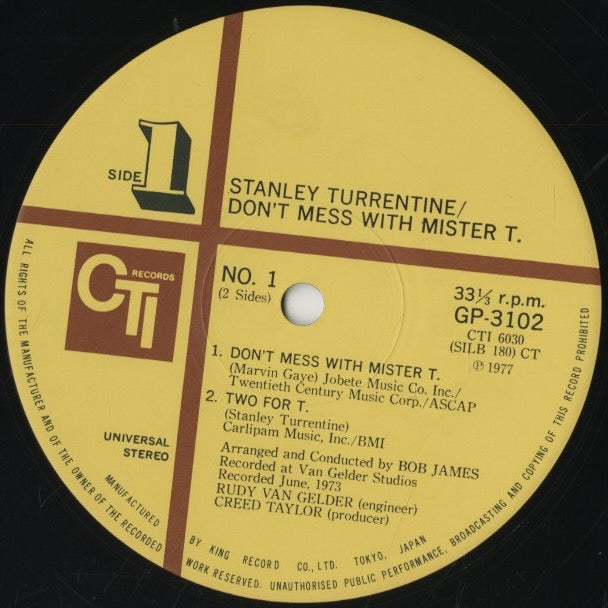 SIDE 1
STANLEY TURRENTINE/
DON'T MESS WITH MISTER T.
CTI RECORDS
NO. 1
(2 Sides)
33⅓ r.p.m.
GP-3102
CTI 6030
(SILB 180) CT
℗ 1977
1. DON'T MESS WITH MISTER T.
(Marvin Gaye) Jobete Music Co. Inc./
Twentieth Century Music Corp./ASCAP
2. TWO FOR T.
(Stanley Turrentine)
Carlipam Music, Inc./BMI
UNIVERSAL
STEREO
Arranged and Conducted by BOB JAMES
Recorded at Van Gelder Studios
Recorded June, 1973
RUDY VAN GELDER (engineer)
CREED TAYLOR (producer)
MANUFACTURED BY KING RECORD CO., LTD. TOKYO, JAPAN
ALL RIGHTS OF THE MANUFACTURER AND OF THE OWNER OF THE RECORDED WORK RESERVED. UNAUTHORISED PUBLIC PERFORMANCE, BROADCASTING AND COPYING OF THIS RECORD PROHIBITED